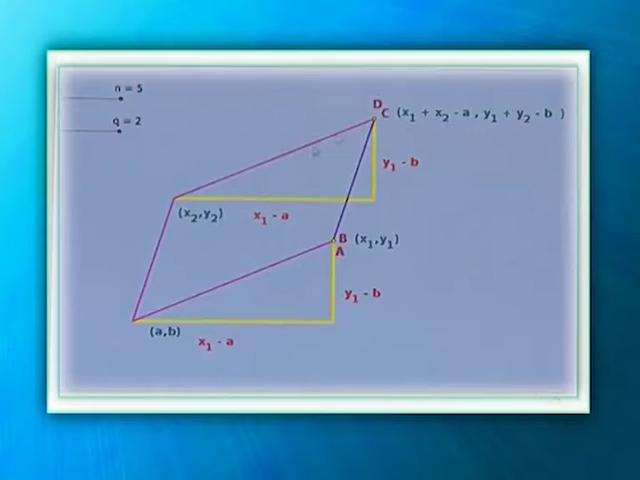 n = 5
q = 2
D
C (x₁ + x₂ - a , y₁ + y₂ - b )
y₁ - b
(x₂,y₂)
x₁ - a
B (x₁,y₁)
A
y₁ - b
(a,b)
x₁ - a